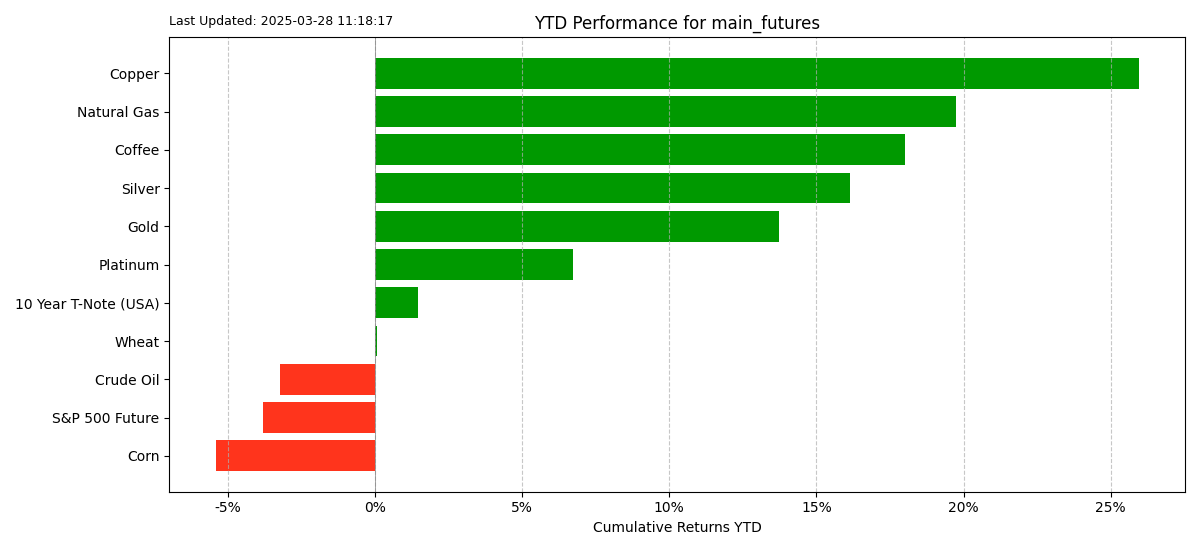 Last Updated: 2025-03-28 11:18:17
YTD Performance for main_futures
Copper
Natural Gas
Coffee
Silver
Gold
Platinum
10 Year T-Note (USA)
Wheat
Crude Oil
S&P 500 Future
Corn
-5% 0% 5% 10% 15% 20% 25%
Cumulative Returns YTD